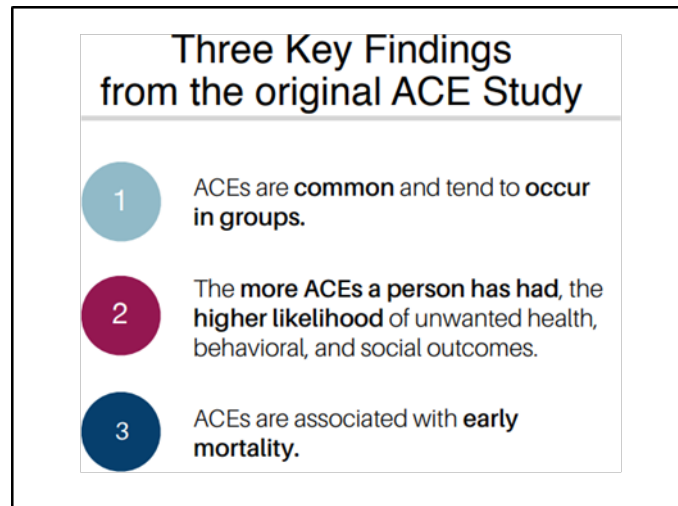 Three Key Findings
from the original ACE Study
1
ACEs are common and tend to occur
in groups.
2
The more ACEs a person has had, the
higher likelihood of unwanted health,
behavioral, and social outcomes.
3
ACEs are associated with early
mortality.